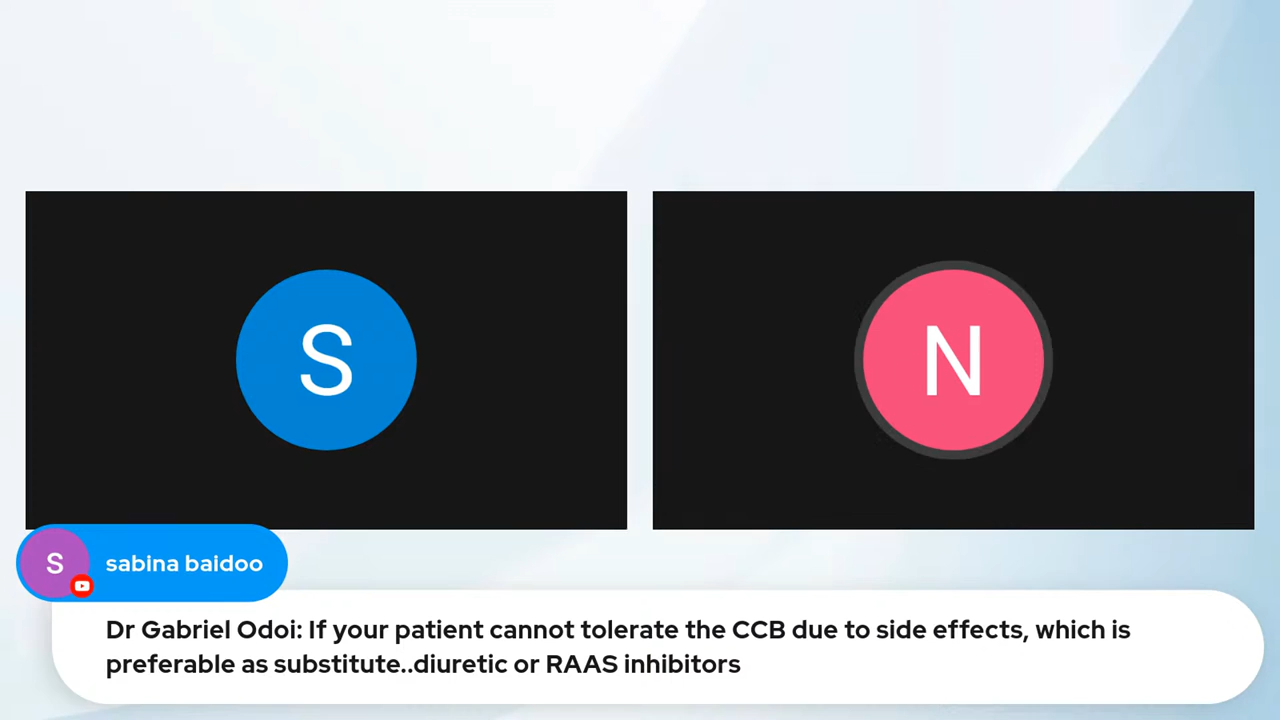 S
N
S
sabina baidoo
Dr Gabriel Odoi: If your patient cannot tolerate the CCB due to side effects, which is
preferable as substitute..diuretic or RAAS inhibitors